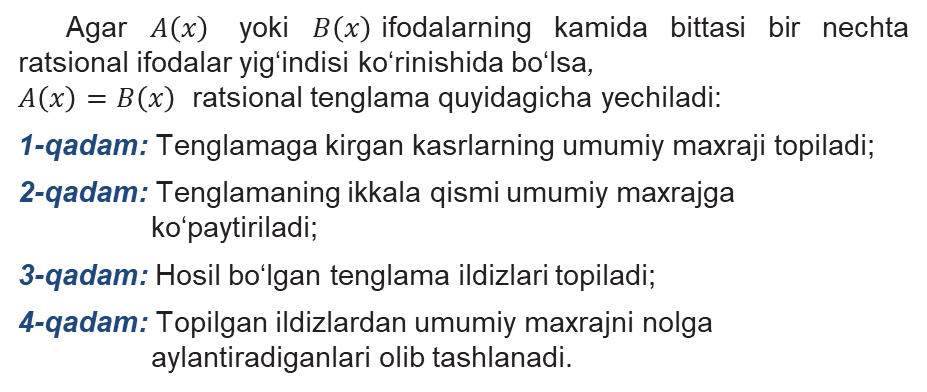 Agar A(x) yoki B(x) ifodalarning kamida bittasi bir nechta
ratsional ifodalar yig‘indisi ko‘rinishida bo‘lsa,
A(x) = B(x) ratsional tenglama quyidagicha yechiladi:
1-qadam: Tenglamaga kirgan kasrlarning umumiy maxraji topiladi;
2-qadam: Tenglamaning ikkala qismi umumiy maxrajga
ko‘paytiriladi;
3-qadam: Hosil bo‘lgan tenglama ildizlari topiladi;
4-qadam: Topilgan ildizlardan umumiy maxrajni nolga
aylantiradiganlari olib tashlanadi.